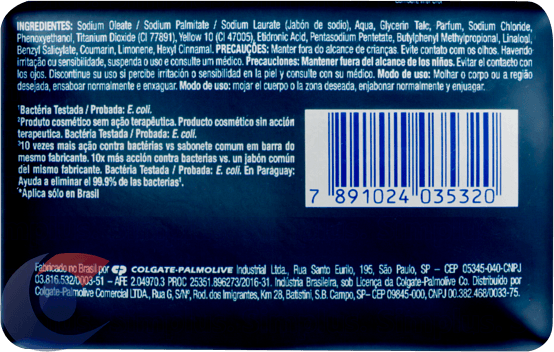 INGREDIENTES: Sodium Oleate / Sodium Palmitate / Sodium Laurate (Jabón de sodio), Aqua, Glycerin Talc, Parfum, Sodium Chloride,
Phenoxyethanol, Titanium Dioxide (CI 77891), Yellow 10 (CI 47005), Etidronic Acid, Pentasodium Pentetate, Butylphenyl Methylpropional, Linalool,
Benzyl Salicylate, Coumarin, Limonene, Hexyl Cinnamal. PRECAUÇÕES: Manter fora do alcance de crianças. Evite contato com os olhos. Havendo
irritação ou sensibilidade, suspenda o uso e consulte um médico. Precauciones: Mantener fuera del alcance de los niños. Evitar el contacto con
los ojos. Discontinue su uso si percibe irritación o sensibilidad en la piel y consulte con su médico. Modo de uso: Molhar o corpo ou a região
desejada, ensaboar normalmente e enxaguar. Modo de uso: mojar el cuerpo o la zona deseada, enjabonar normalmente y enjuagar.
¹Bactéria Testada / Probada: E. coli.
²Produto cosmético sem ação terapêutica. Producto cosmético sin acción
terapeutica. Bactéria Testada / Probada: E. coli.
³10 vezes mais ação contra bactérias vs sabonete comum em barra do
mesmo fabricante. 10x más acción contra bacterias vs. un jabón común
del mismo fabricante. Bactéria Testada / Probada: E. coli. En Paraguay:
Ayuda a eliminar el 99.9% de las bacterias¹.
*Aplica sólo en Brasil
7 891024 035320
Fabricado no Brasil por CP COLGATE-PALMOLIVE Industrial Ltda., Rua Santo Eurilo, 195, São Paulo, SP – CEP 05345-040-CNPJ
03.816.532/0003-51 – AFE 2.04970.3 PROC 25351.896273/2016-31. Indústria Brasileira, sob Licença da Colgate-Palmolive Co. Distribuido por
Colgate-Palmolive Comercial LTDA., Rua G, S/Nº, Rod. dos Imigrantes, Km 28, Batistini, S.B. Campo, SP– CEP 09845-000, CNPJ 00.382.468/0033-75.